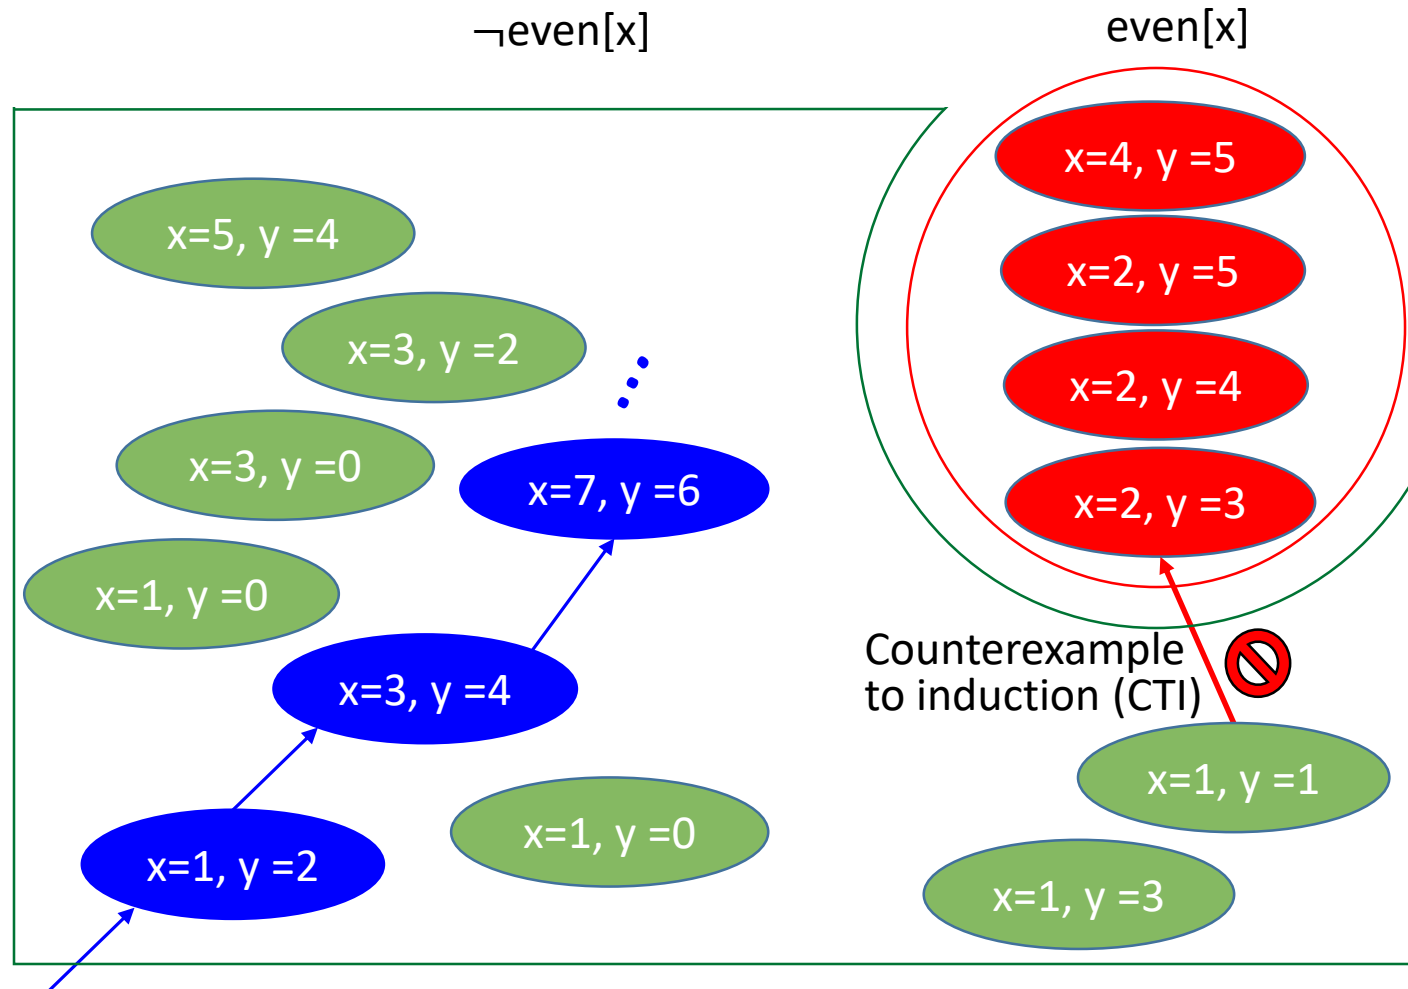 ¬even[x]
even[x]
x=4, y =5
x=5, y =4
x=2, y =5
x=3, y =2
x=2, y =4
x=3, y =0
x=7, y =6
x=2, y =3
x=1, y =0
Counterexample
to induction (CTI)
x=3, y =4
x=1, y =1
x=1, y =0
x=1, y =2
x=1, y =3